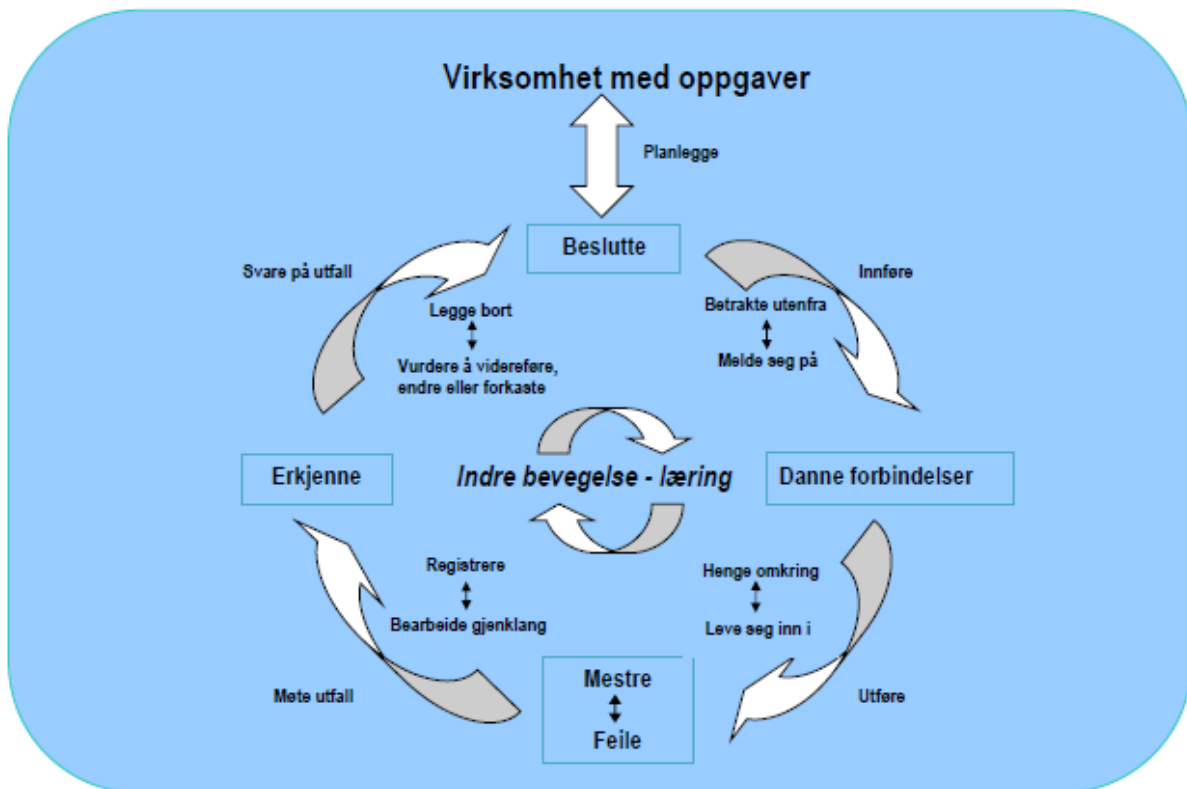 Virksomhet med oppgaver
Planlegge
Beslutte
Svare på utfall
Innføre
Legge bort
Betrakte utenfra
Vurdere å videreføre,
endre eller forkaste
Melde seg på
Erkjenne
Indre bevegelse - læring
Danne forbindelser
Registrere
Henge omkring
Bearbeide gjenklang
Leve seg inn i
Mestre
Møte utfall
Utføre
Feile